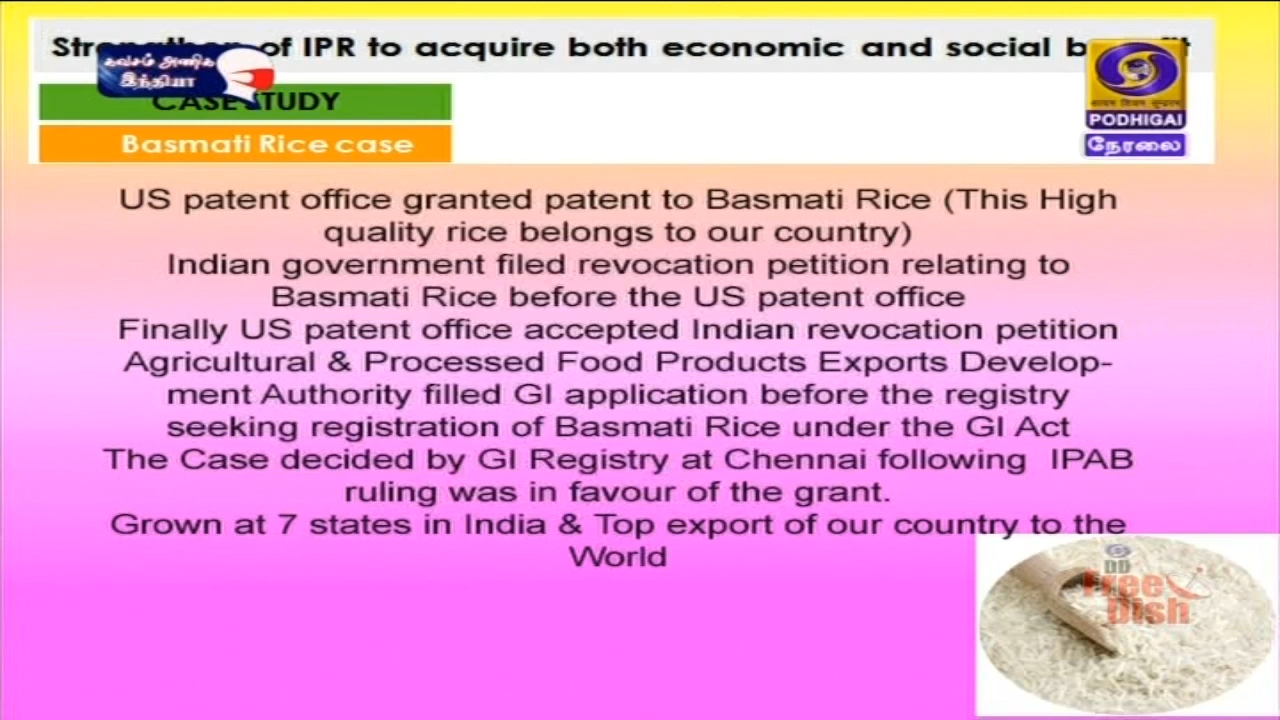 Strengthen of IPR to acquire both economic and social benefit
கவசம் அணிக
இந்தியா
CASE STUDY
Basmati Rice case
PODHIGAI
நேரலை
US patent office granted patent to Basmati Rice (This High
quality rice belongs to our country)
Indian government filed revocation petition relating to
Basmati Rice before the US patent office
Finally US patent office accepted Indian revocation petition
Agricultural & Processed Food Products Exports Develop-
ment Authority filled GI application before the registry
seeking registration of Basmati Rice under the GI Act
The Case decided by GI Registry at Chennai following IPAB
ruling was in favour of the grant.
Grown at 7 states in India & Top export of our country to the
World
DD
Free
Dish